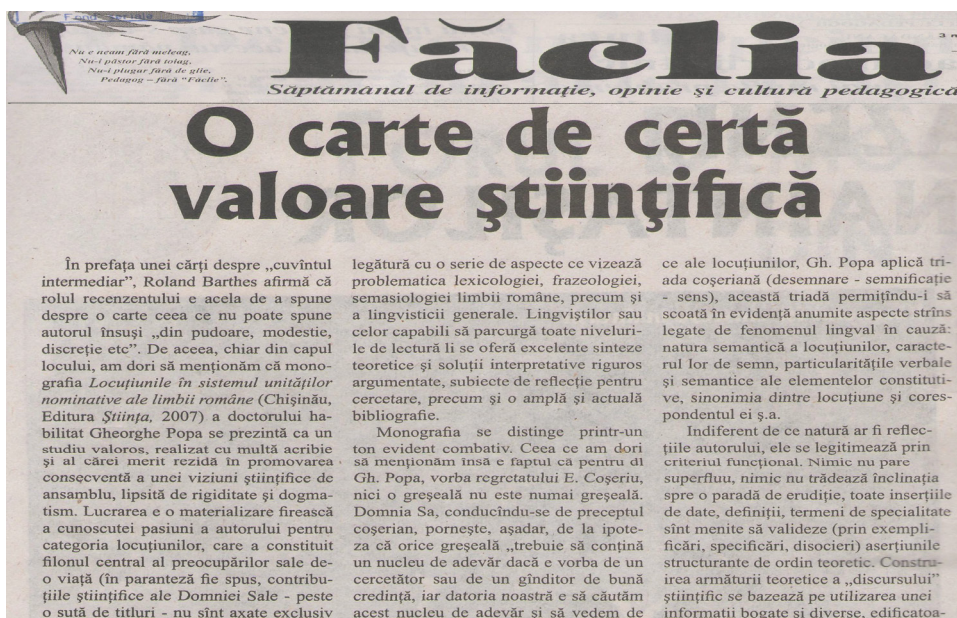 Nu e neam fără meleag,
Nu-i păstor fără toiag,
Nu-i plugar fără de glie,
Pedagog – fără "Făclie".
Făclia
Săptămânal de informaţie, opinie şi cultură pedagogică
O carte de certă
valoare ştiinţifică
În prefaţa unei cărţi despre „cuvîntul
intermediar”, Roland Barthes afirmă că
rolul recenzentului e acela de a spune
despre o carte ceea ce nu poate spune
autorul însuşi „din pudoare, modestie,
discreţie etc”. De aceea, chiar din capul
locului, am dori să menţionăm că mono-
grafia Locuţiunile în sistemul unităţilor
nominative ale limbii române (Chişinău,
Editura Ştiinţa, 2007) a doctorului ha-
bilitat Gheorghe Popa se prezintă ca un
studiu valoros, realizat cu multă acribie
şi al cărei merit rezidă în promovarea
consecventă a unei viziuni ştiinţifice de
ansamblu, lipsită de rigiditate şi dogma-
tism. Lucrarea e o materializare firească
a cunoscutei pasiuni a autorului pentru
categoria locuţiunilor, care a constituit
filonul central al preocupărilor sale de-
o viaţă (în paranteză fie spus, contribu-
ţiile ştiinţifice ale Domniei Sale - peste
o sută de titluri - nu sînt axate exclusiv
legătură cu o serie de aspecte ce vizează
problematica lexicologiei, frazeologiei,
semasiologiei limbii române, precum şi
a lingvisticii generale. Lingviştilor sau
celor capabili să parcurgă toate niveluri-
le de lectură li se oferă excelente sinteze
teoretice şi soluţii interpretative riguros
argumentate, subiecte de reflecţie pentru
cercetare, precum şi o amplă şi actuală
bibliografie.
Monografia se distinge printr-un
ton evident combativ. Ceea ce am dori
să menţionăm însă e faptul că pentru dl
Gh. Popa, vorba regretatului E. Coşeriu,
nici o greşeală nu este numai greşeală.
Domnia Sa, conducîndu-se de preceptul
coşerian, porneşte, aşadar, de la ipote-
za că orice greşeală „trebuie să conţină
un nucleu de adevăr dacă e vorba de un
cercetător sau de un gînditor de bună
credinţă, iar datoria noastră e să căutăm
acest nucleu de adevăr şi să vedem de
ce ale locuţiunilor, Gh. Popa aplică tri-
ada coşeriană (desemnare - semnificaţie
- sens), această triadă permiţîndu-i să
scoată în evidenţă anumite aspecte strîns
legate de fenomenul lingval în cauză:
natura semantică a locuţiunilor, caracte-
rul lor de semn, particularităţile verbale
şi semantice ale elementelor constituti-
ve, sinonimia dintre locuţiune şi cores-
pondentul ei ş.a.
Indiferent de ce natură ar fi reflec-
ţiile autorului, ele se legitimează prin
criteriul funcţional. Nimic nu pare
superfluu, nimic nu trădează înclinaţia
spre o paradă de erudiţie, toate inserţiile
de date, definiţii, termeni de specialitate
sînt menite să valideze (prin exempli-
ficări, specificări, disocieri) aserţiunile
structurante de ordin teoretic. Constru-
irea armăturii teoretice a „discursului”
ştiinţific se bazează pe utilizarea unei
informaţii bogate şi diverse, edificatoa-